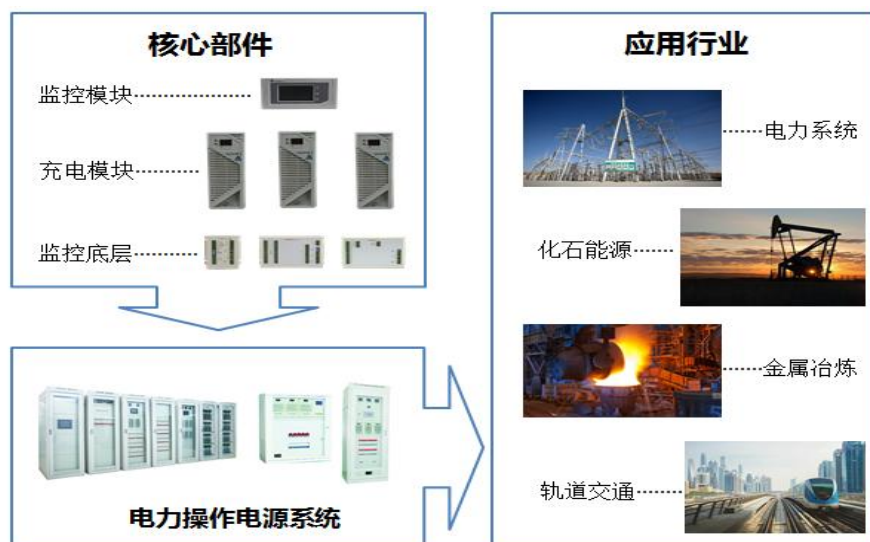 核心部件
监控模块
充电模块
监控底层
电力操作电源系统
应用行业
电力系统
化石能源
金属冶炼
轨道交通